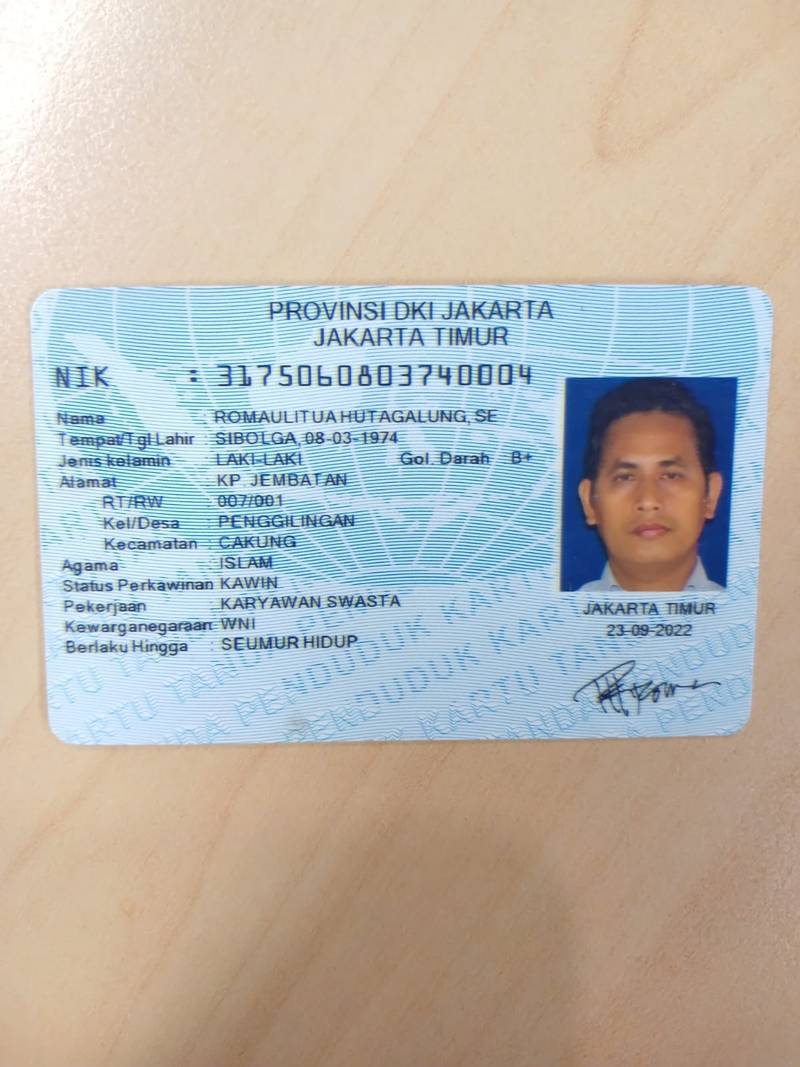 PROVINSI DKI JAKARTA
JAKARTA TIMUR
NIK : 3175060803740004
Nama : ROMAULITUA HUTAGALUNG, SE
Tempat/Tgl Lahir : SIBOLGA, 08-03-1974
Jenis kelamin : LAKI-LAKI Gol. Darah B+
Alamat : KP. JEMBATAN
RT/RW : 007/001
Kel/Desa : PENGGILINGAN
Kecamatan : CAKUNG
Agama : ISLAM
Status Perkawinan KAWIN
Pekerjaan : KARYAWAN SWASTA
Kewarganegaraan: WNI
Berlaku Hingga : SEUMUR HIDUP
JAKARTA TIMUR
23-09-2022
KARTU TANDA PENDUDUK KARTU TANDA PENDUDUK